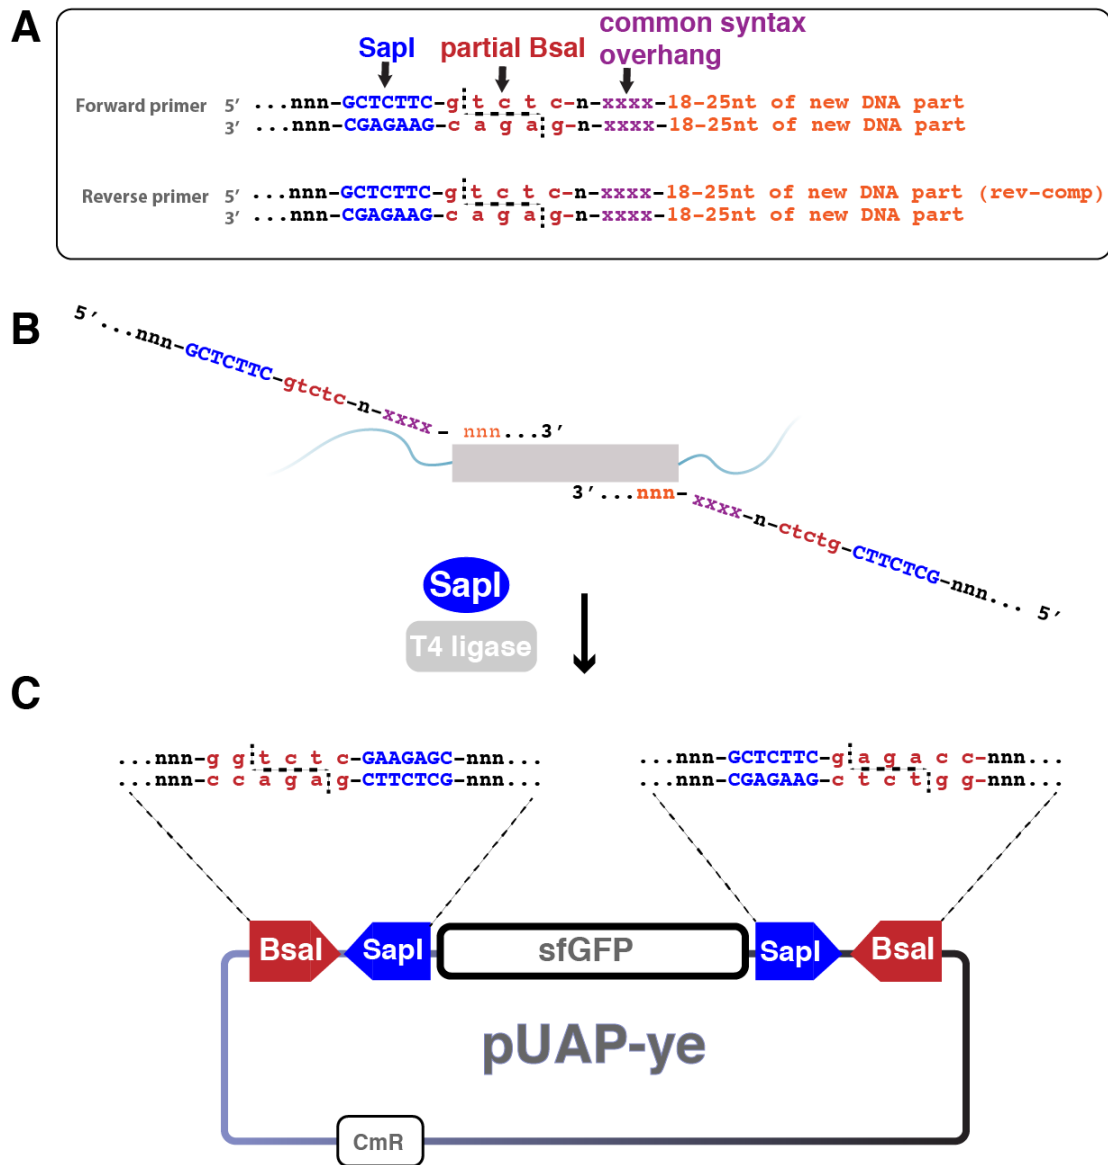 A
SapI partial BsaI common syntax overhang
Forward primer 5′ ...nnn-GCTCTTC-gtctc-n-xxxx-18-25nt of new DNA part
3′ ...nnn-CGAGAAG-cagag-n-xxxx-18-25nt of new DNA part
Reverse primer 5′ ...nnn-GCTCTTC-gtctc-n-xxxx-18-25nt of new DNA part (rev-comp)
3′ ...nnn-CGAGAAG-cagag-n-xxxx-18-25nt of new DNA part
B
5′...nnn-GCTCTTC-gtctc-n-xxxx- nnn...3′
3′...nnn-xxxx-n-ctctg-CTTCTCG-nnn... 5′
SapI
T4 ligase
C
...nnn-g g t c t c-GAAGAGC-nnn...
...nnn-c c a g a g-CTTCTCG-nnn...
...nnn-GCTCTTC-g a g a c c-nnn...
...nnn-CGAGAAG-c t c t g g-nnn...
BsaI SapI sfGFP SapI BsaI
pUAP-ye
CmR